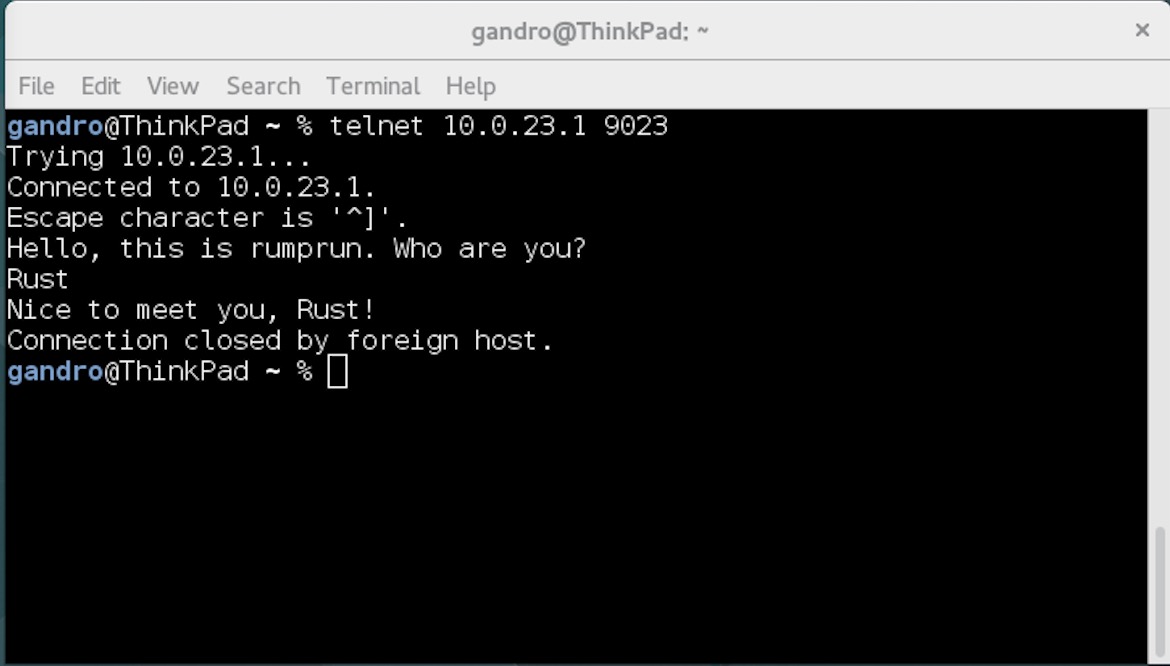 gandro@ThinkPad: ~
File Edit View Search Terminal Help
gandro@ThinkPad ~ % telnet 10.0.23.1 9023
Trying 10.0.23.1...
Connected to 10.0.23.1.
Escape character is '^]'.
Hello, this is rumprun. Who are you?
Rust
Nice to meet you, Rust!
Connection closed by foreign host.
gandro@ThinkPad ~ %